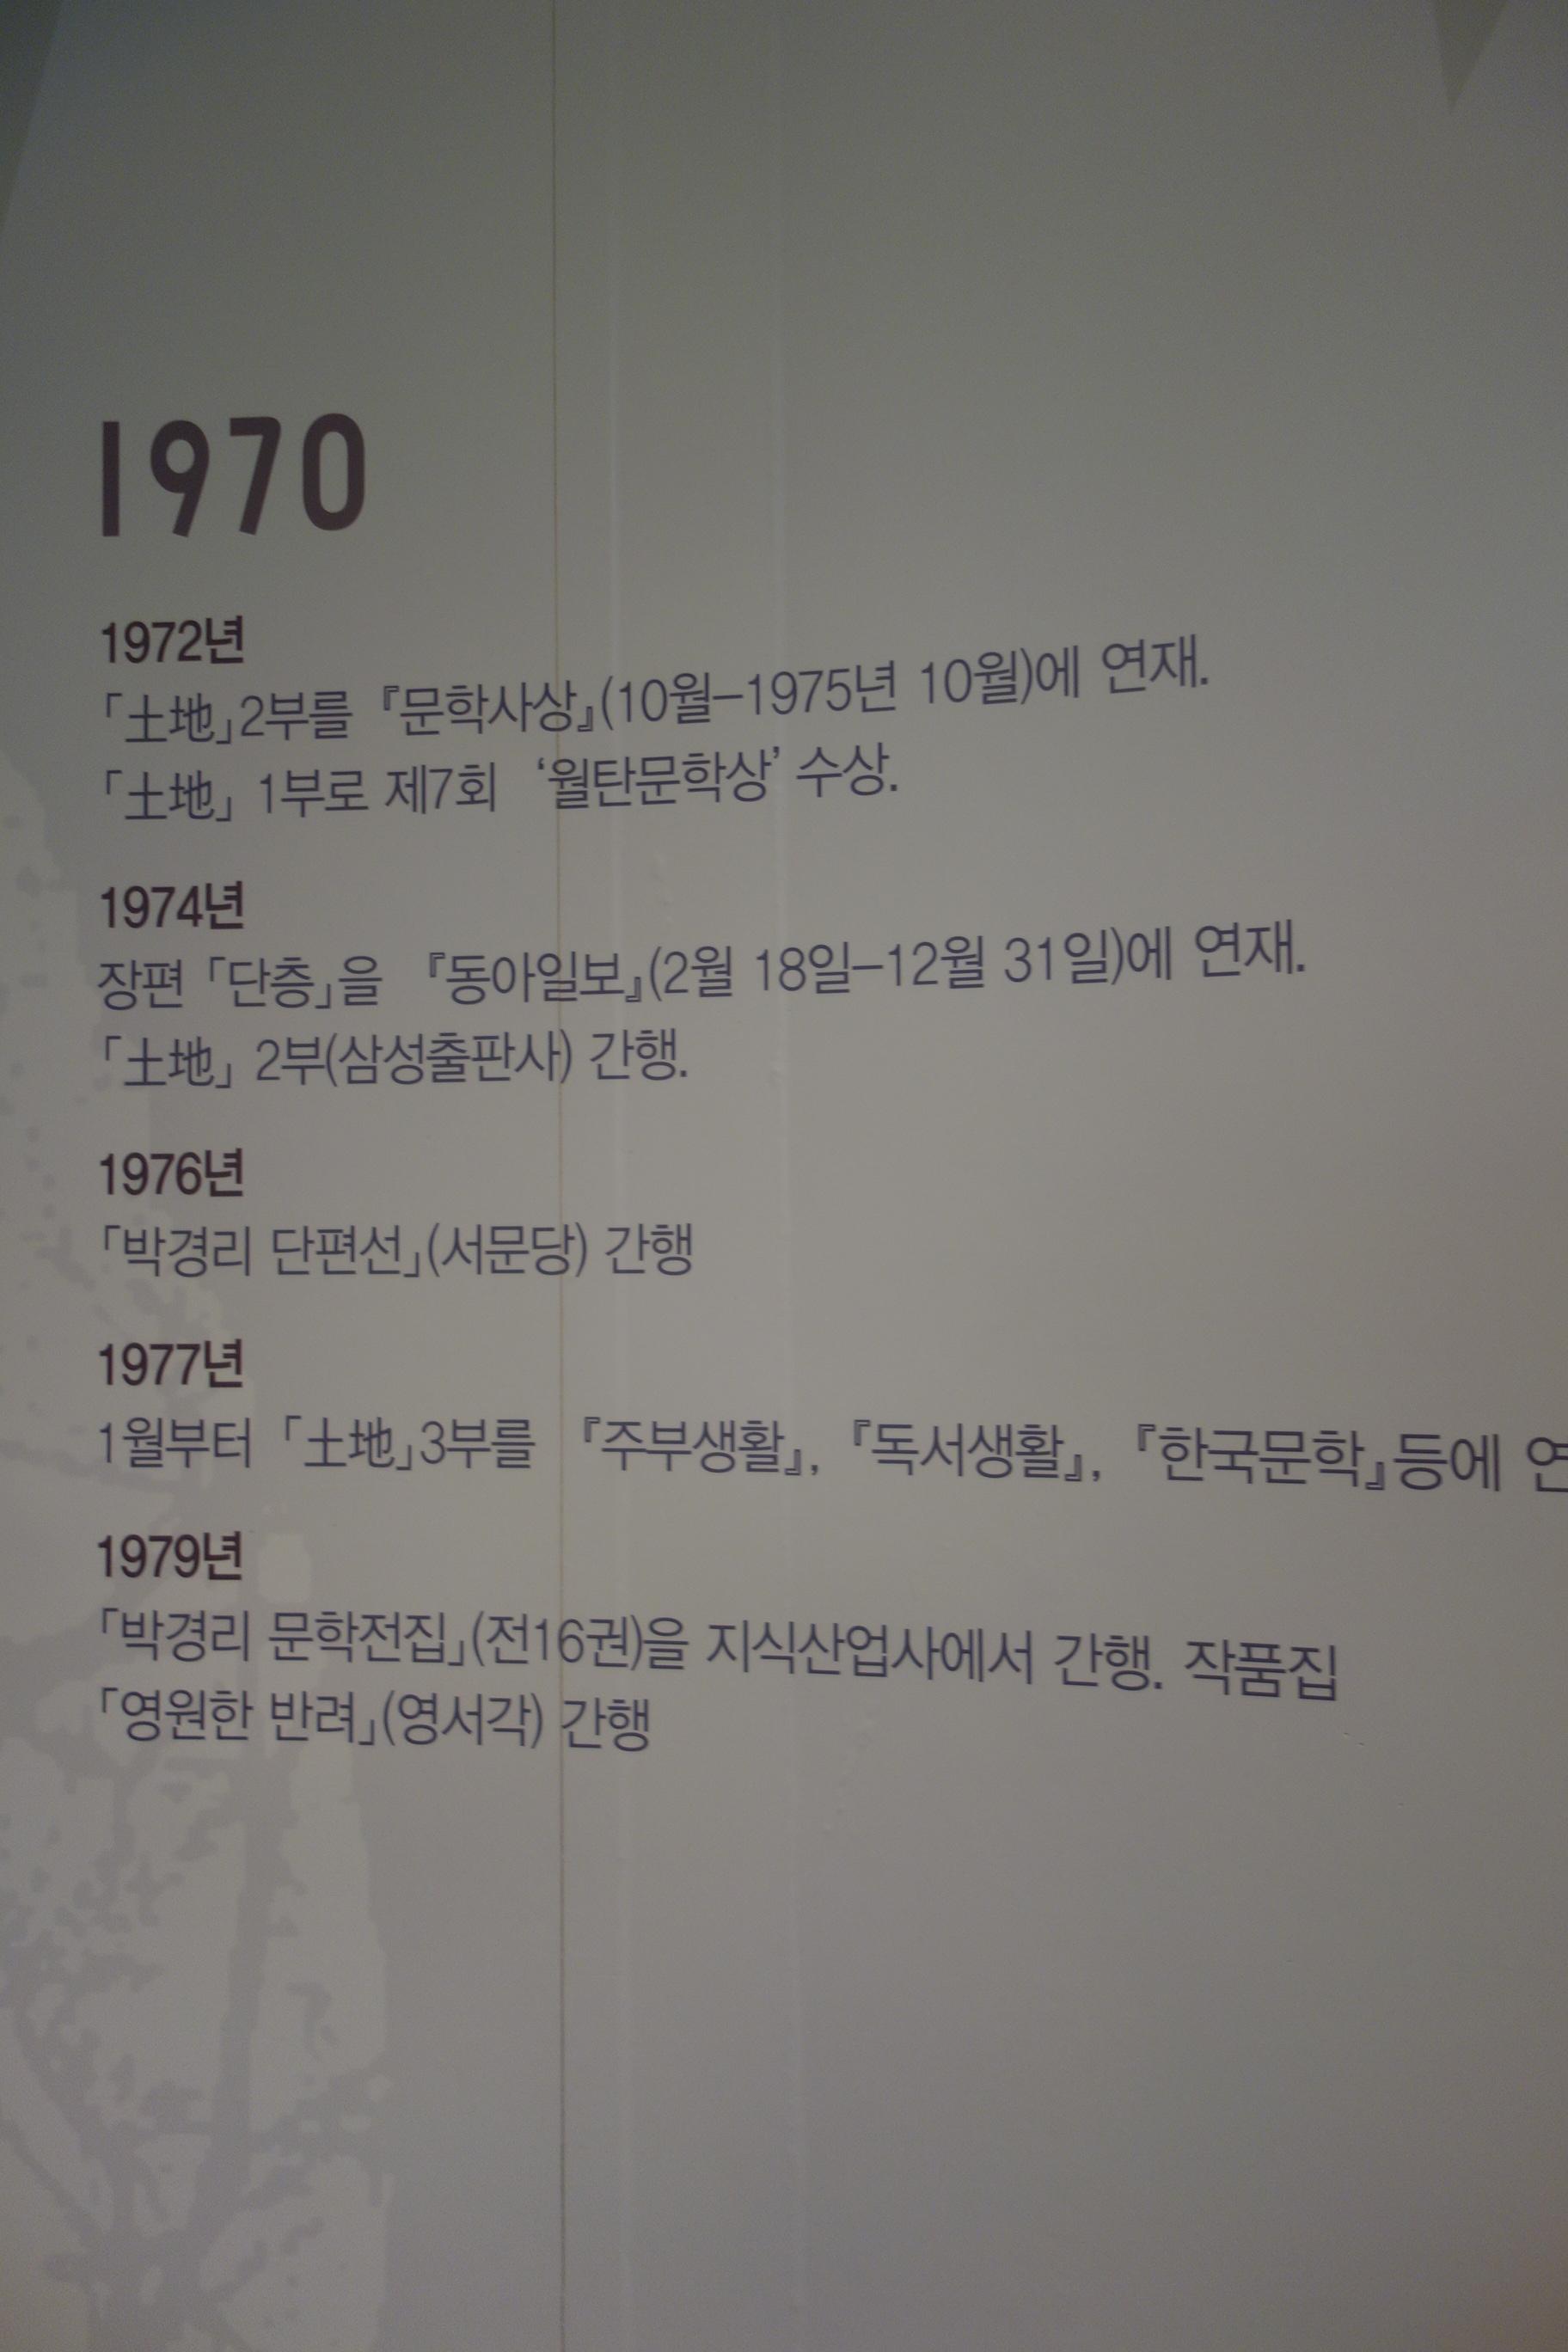 1970
1972년
「土地」2부를 『문학사상』(10월–1975년 10월)에 연재.
「土地」 1부로 제7회 ‘월탄문학상’ 수상.
1974년
장편 「단층」을 『동아일보』(2월 18일–12월 31일)에 연재.
「土地」 2부(삼성출판사) 간행.
1976년
「박경리 단편선」(서문당) 간행
1977년
1월부터 「土地」3부를 『주부생활』, 『독서생활』, 『한국문학』등에
1979년
「박경리 문학전집」(전16권)을 지식산업사에서 간행. 작품집
「영원한 반려」(영서각) 간행